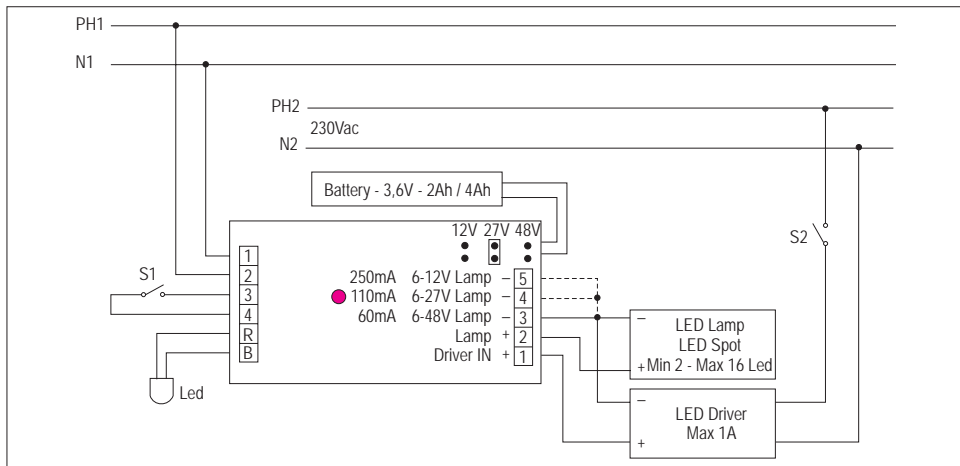 PH1
N1
PH2
230Vac
N2
Battery - 3,6V - 2Ah / 4Ah
12V 27V 48V
1
2
3
4
R
B
S1
Led
250mA 6-12V Lamp – 5
110mA 6-27V Lamp – 4
60mA 6-48V Lamp – 3
Lamp + 2
Driver IN + 1
S2
– LED Lamp
LED Spot
+ Min 2 - Max 16 Led
– LED Driver
Max 1A
+